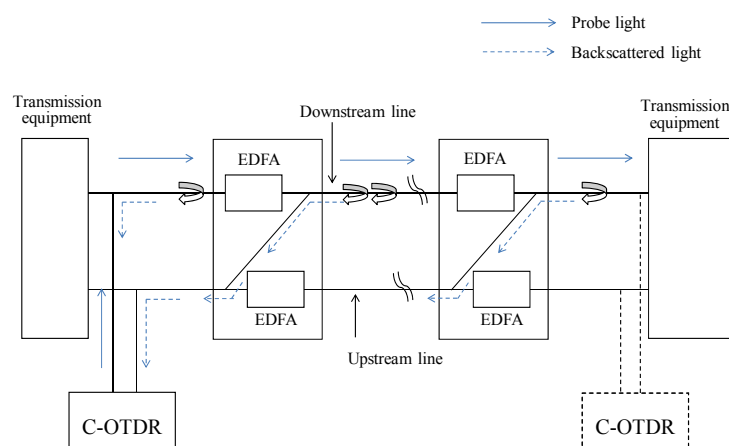 Probe light
Backscattered light
Transmission
equipment
Downstream line
Transmission
equipment
EDFA
EDFA
EDFA
EDFA
Upstream line
C-OTDR
C-OTDR